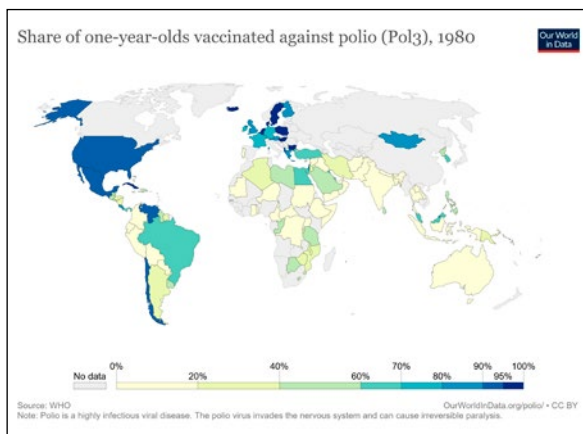 Share of one-year-olds vaccinated against polio (Pol3), 1980
Our World
in Data
No data
0%
20%
40%
60%
70%
80%
90%
95%
100%
Source: WHO
OurWorldInData.org/polio/ • CC BY
Note: Polio is a highly infectious viral disease. The polio virus invades the nervous system and can cause irreversible paralysis.